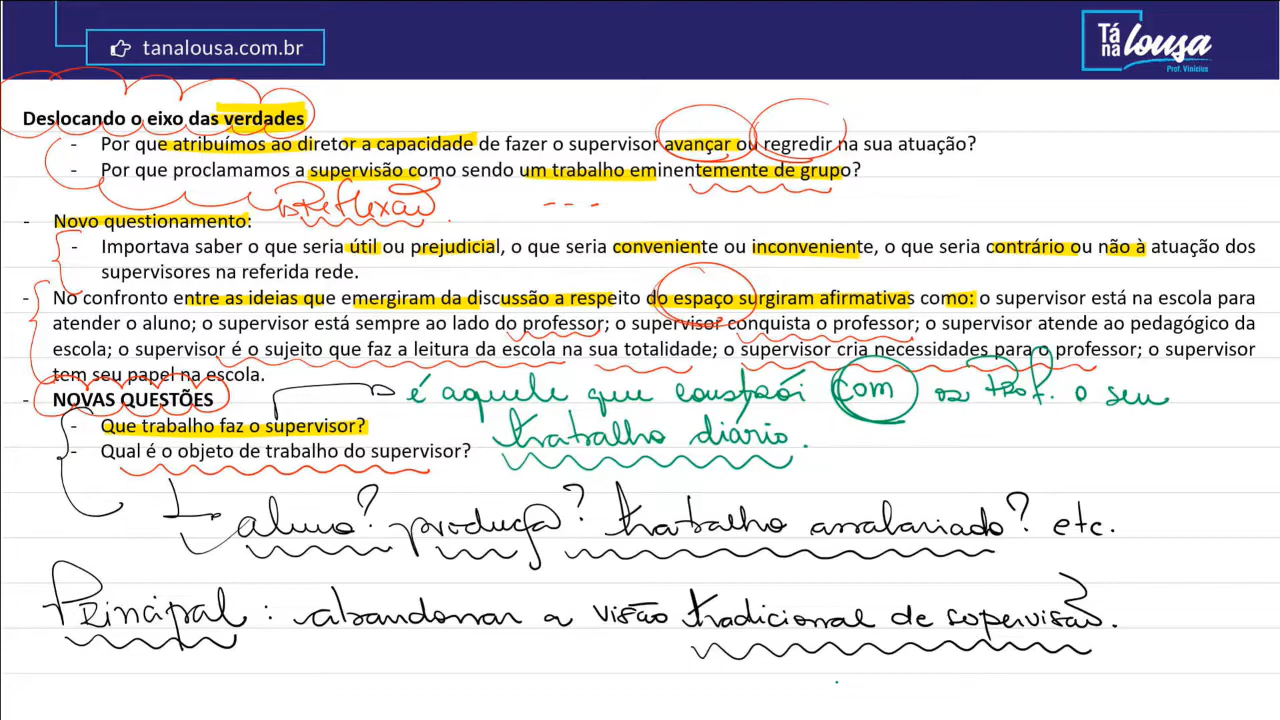 tanalousa.com.br
Tá na lousa
Prof. Vinícius
Deslocando o eixo das verdades
- Por que atribuímos ao diretor a capacidade de fazer o supervisor avançar ou regredir na sua atuação?
- Por que proclamamos a supervisão como sendo um trabalho eminentemente de grupo?
Reflexão ---
- Novo questionamento:
- Importava saber o que seria útil ou prejudicial, o que seria conveniente ou inconveniente, o que seria contrário ou não à atuação dos
supervisores na referida rede.
- No confronto entre as ideias que emergiram da discussão a respeito do espaço surgiram afirmativas como: o supervisor está na escola para
atender o aluno; o supervisor está sempre ao lado do professor; o supervisor conquista o professor; o supervisor atende ao pedagógico da
escola; o supervisor é o sujeito que faz a leitura da escola na sua totalidade; o supervisor cria necessidades para o professor; o supervisor
tem seu papel na escola.
- NOVAS QUESTÕES
é aquele que constrói com os Prof. o seu
- Que trabalho faz o supervisor?
trabalho diário.
- Qual é o objeto de trabalho do supervisor?
aluno? produção? trabalho assalariado? etc.
Principal: abandonar a visão tradicional de supervisão.